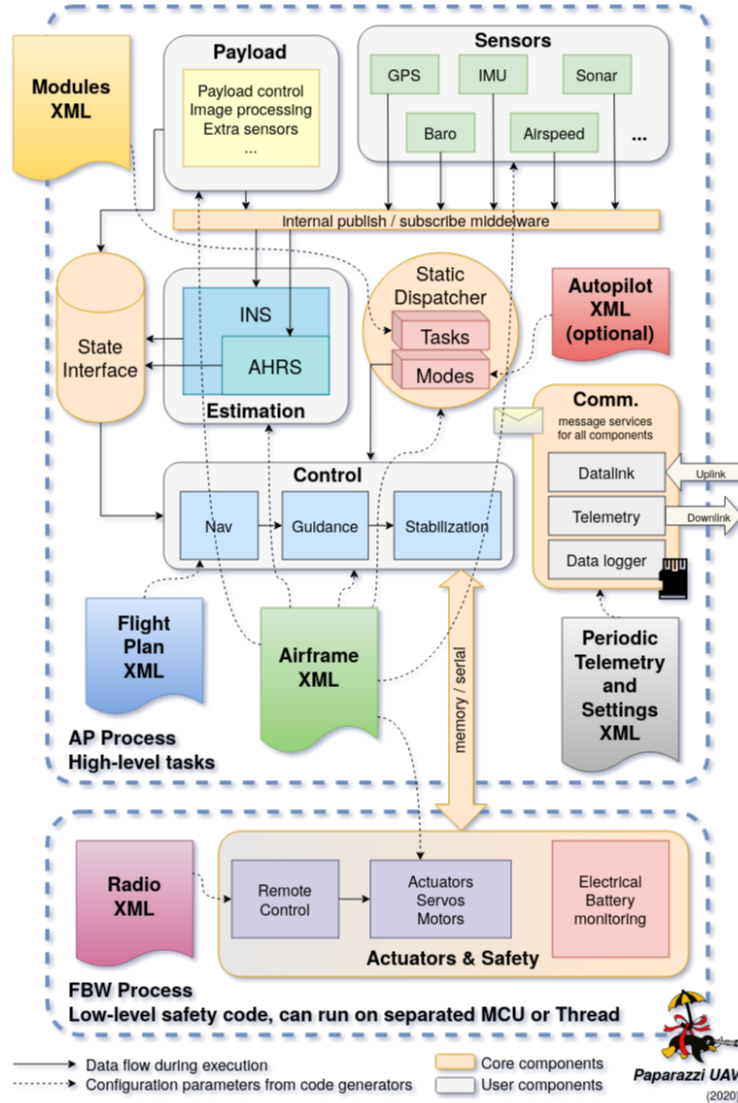 Modules
XML
Payload
Payload control
Image processing
Extra sensors
...
Sensors
GPS
IMU
Sonar
Baro
Airspeed
...
Internal publish / subscribe middelware
State
Interface
INS
AHRS
Estimation
Static
Dispatcher
Tasks
Modes
Autopilot
XML
(optional)
Comm.
message services
for all components
Datalink
Uplink
Telemetry
Downlink
Data logger
Control
Nav
Guidance
Stabilization
Flight
Plan
XML
Airframe
XML
memory / serial
Periodic
Telemetry
and
Settings
XML
AP Process
High-level tasks
Radio
XML
Remote
Control
Actuators
Servos
Motors
Electrical
Battery
monitoring
Actuators & Safety
FBW Process
Low-level safety code, can run on separated MCU or Thread
Data flow during execution
Configuration parameters from code generators
Core components
User components
Paparazzi UAV
(2020)